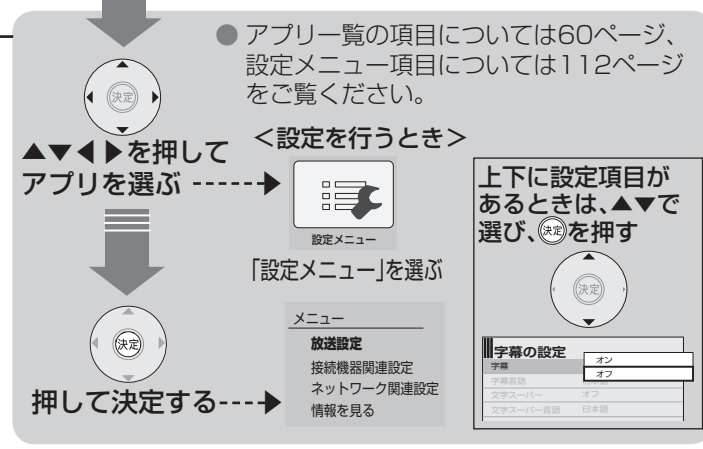 ● アプリ一覧の項目については60ページ、
設定メニュー項目については112ページ
をご覧ください。
決定
▲▼◀▶を押して
アプリを選ぶ
＜設定を行うとき＞
設定メニュー
「設定メニュー」を選ぶ
上下に設定項目が
あるときは、▲▼で
選び、決定を押す
決定
字幕の設定
字幕
オン
オフ
字幕言語 日本語
文字スーパー オフ
文字スーパー言語 日本語
決定
押して決定する
メニュー
放送設定
接続機器関連設定
ネットワーク関連設定
情報を見る